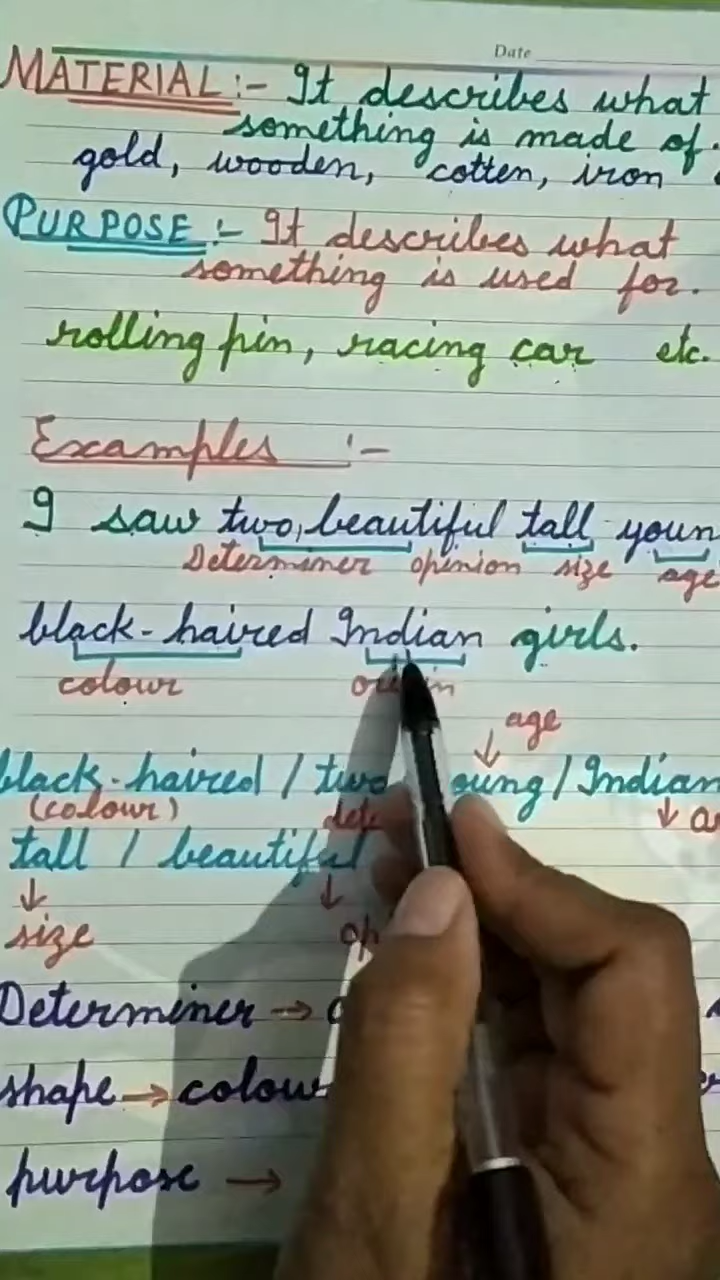 Date
MATERIAL :- It describes what
something is made of.
gold, wooden, cotten, iron
PURPOSE :- It describes what
something is used for.
rolling pin, racing car etc.
Examples :-
I saw two, beautiful tall youn
Determiner opinion size age
black-haired Indian girls.
colour
age
black-haired / two oung / Indian
(colour)
tall / beautiful
size
Determiner →
shape → colou
purpose →